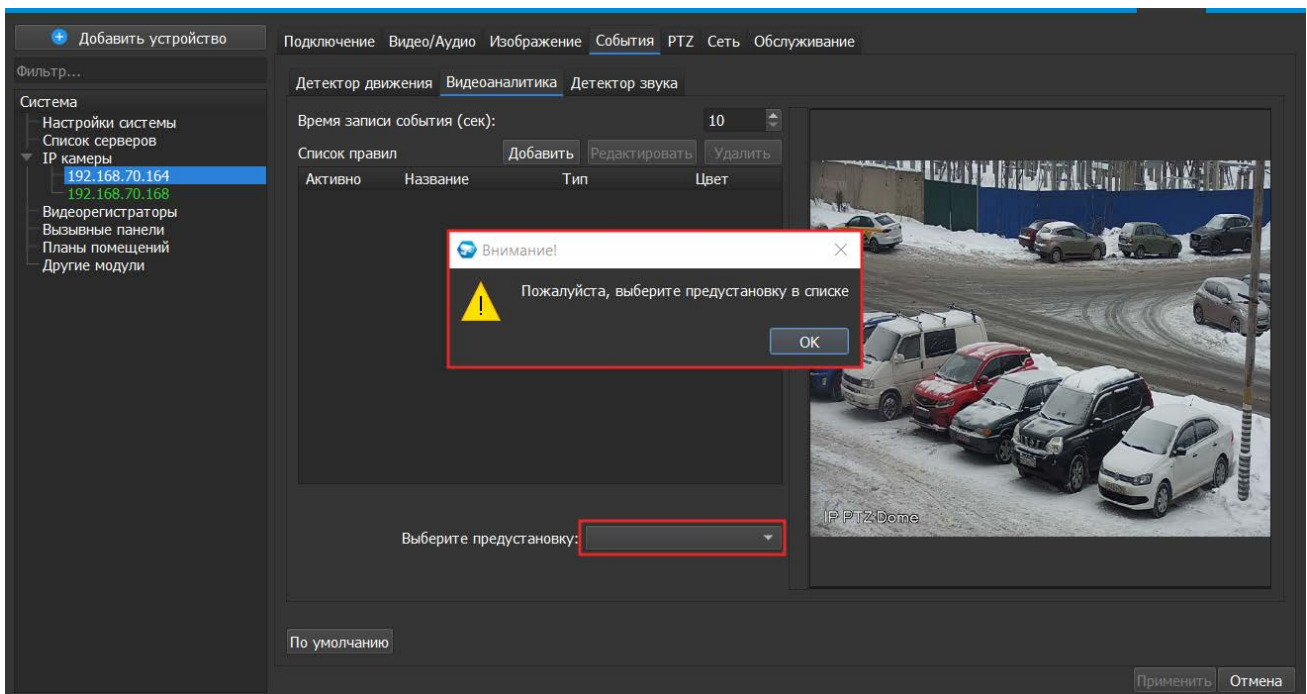 Добавить устройство
Подключение Видео/Аудио Изображение События PTZ Сеть Обслуживание
Фильтр...
Детектор движения Видеоаналитика Детектор звука
Система
Настройки системы
Список серверов
IP камеры
192.168.70.164
192.168.70.168
Видеорегистраторы
Вызывные панели
Планы помещений
Другие модули
Время записи события (сек): 10
Список правил Добавить Редактировать Удалить
Активно Название Тип Цвет
Внимание!
Пожалуйста, выберите предустановку в списке
OK
IP PTZ Dome
Выберите предустановку:
По умолчанию
Применить Отмена